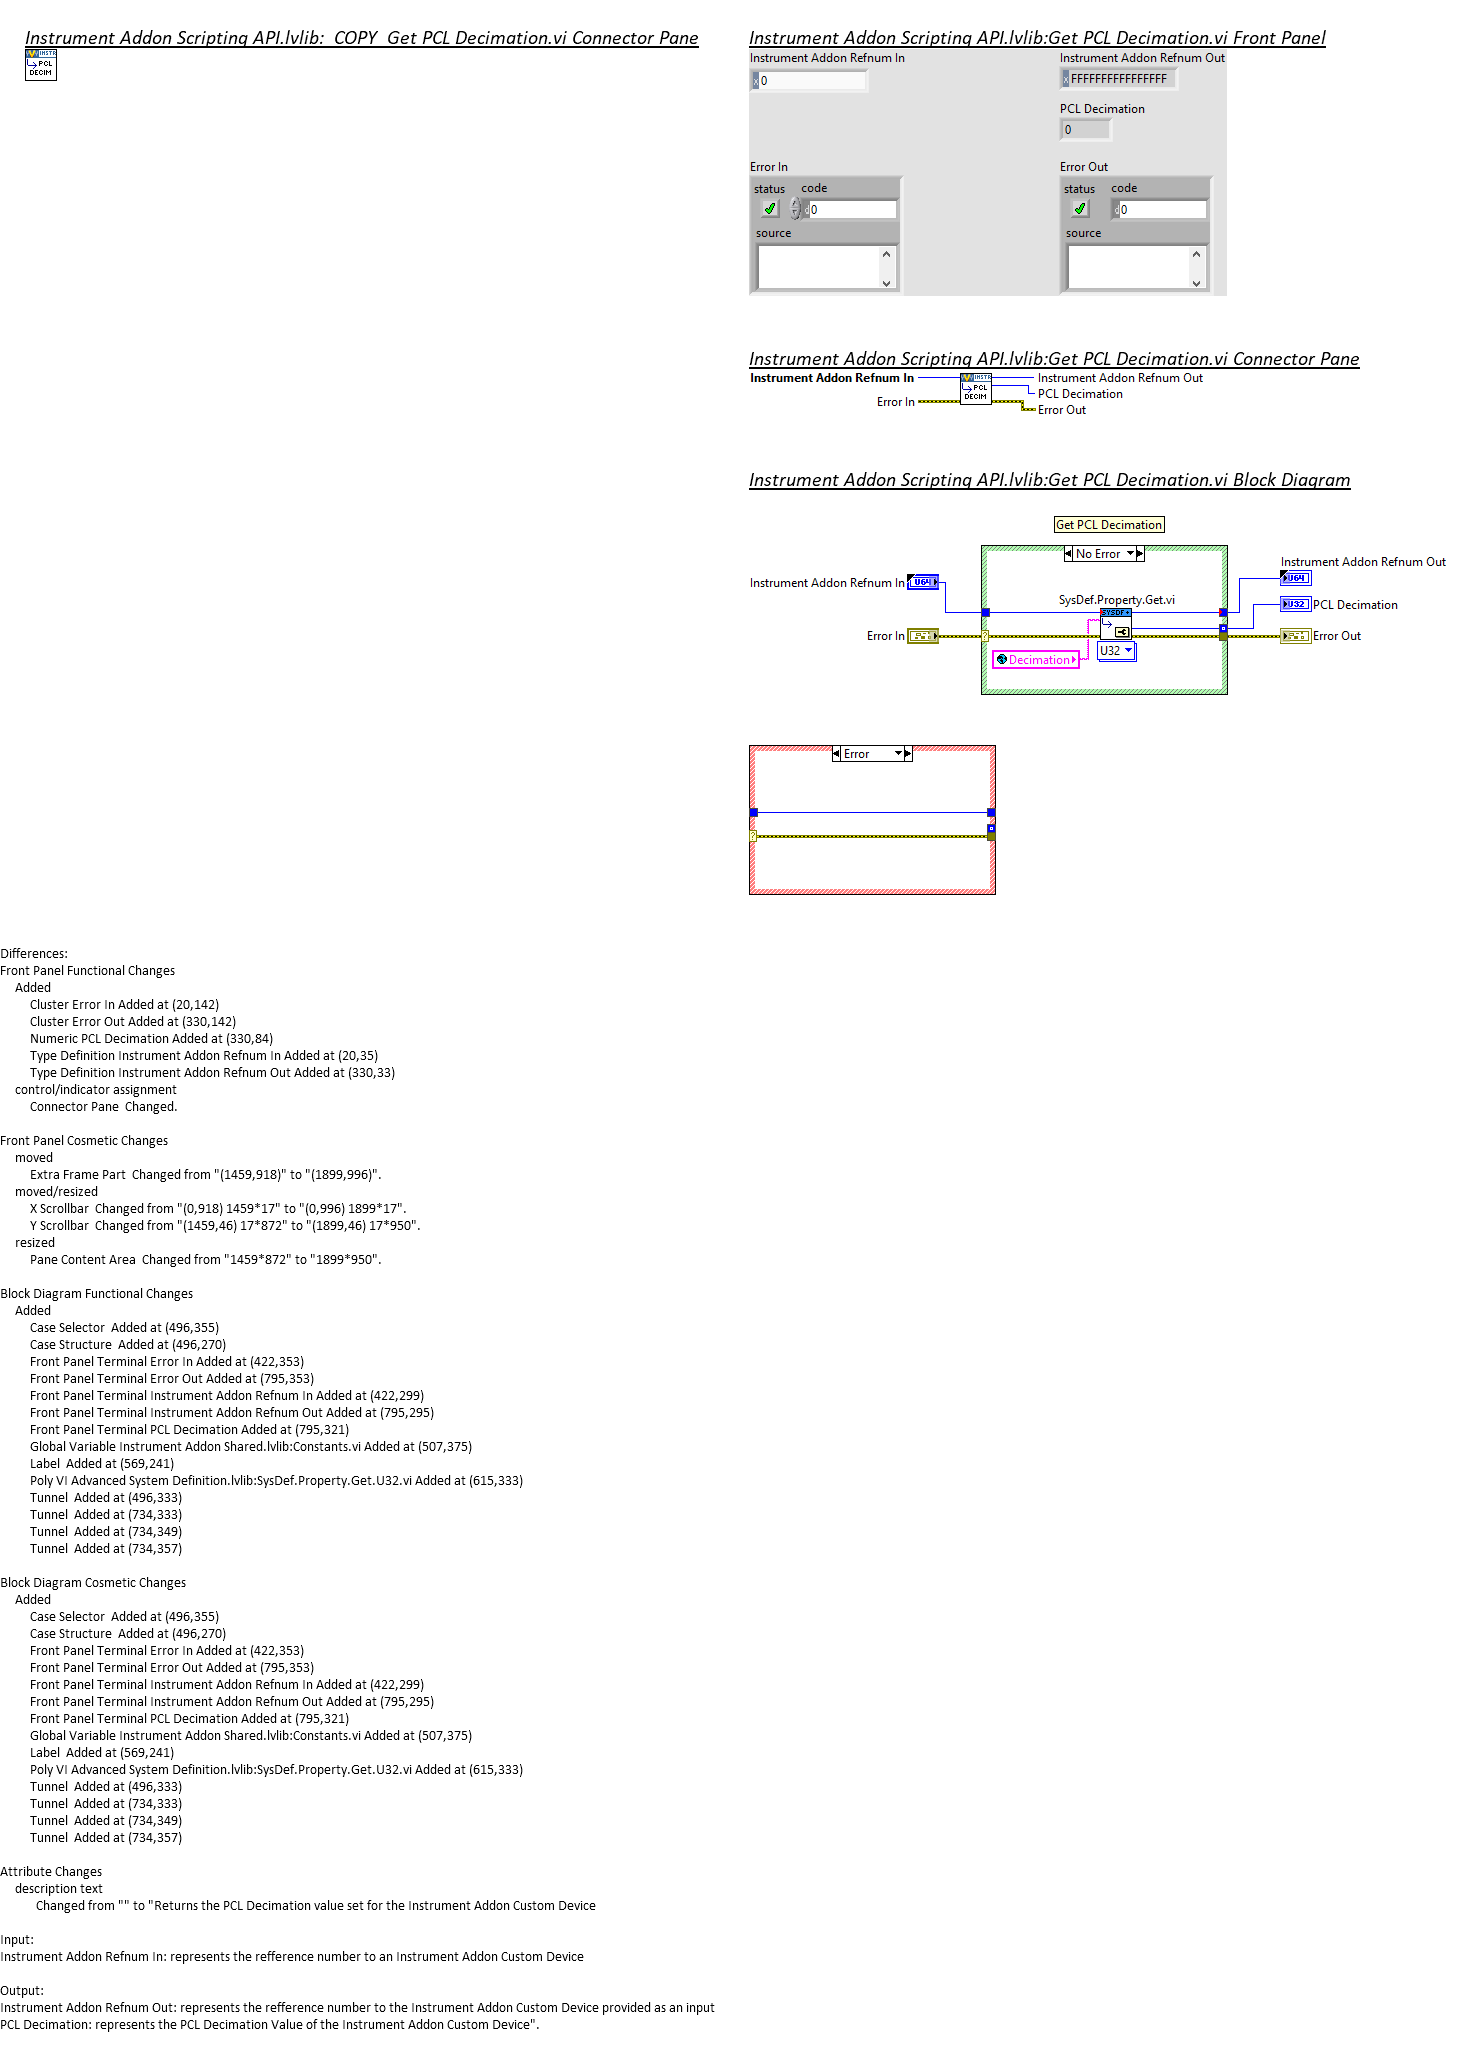 Instrument Addon Scripting API.lvlib:_COPY_Get PCL Decimation.vi Connector Pane
INSTR
PCL
DECIM
Instrument Addon Scripting API.lvlib:Get PCL Decimation.vi Front Panel
Instrument Addon Refnum In
Instrument Addon Refnum Out
x 0
x FFFFFFFFFFFFFFFF
PCL Decimation
0
Error In
Error Out
status code
status code
d 0
d 0
source
source
Instrument Addon Scripting API.lvlib:Get PCL Decimation.vi Connector Pane
Instrument Addon Refnum In
INSTR
PCL
DECIM
Instrument Addon Refnum Out
PCL Decimation
Error In
Error Out
Instrument Addon Scripting API.lvlib:Get PCL Decimation.vi Block Diagram
Get PCL Decimation
No Error
Instrument Addon Refnum Out
Instrument Addon Refnum In
U64
U64
SysDef.Property.Get.vi
SYSDF
U32
PCL Decimation
Error In
?
Error Out
U32
Decimation
Error
?
Differences:
Front Panel Functional Changes
Added
Cluster Error In Added at (20,142)
Cluster Error Out Added at (330,142)
Numeric PCL Decimation Added at (330,84)
Type Definition Instrument Addon Refnum In Added at (20,35)
Type Definition Instrument Addon Refnum Out Added at (330,33)
control/indicator assignment
Connector Pane  Changed.
Front Panel Cosmetic Changes
moved
Extra Frame Part  Changed from "(1459,918)" to "(1899,996)".
moved/resized
X Scrollbar  Changed from "(0,918) 1459*17" to "(0,996) 1899*17".
Y Scrollbar  Changed from "(1459,46) 17*872" to "(1899,46) 17*950".
resized
Pane Content Area  Changed from "1459*872" to "1899*950".
Block Diagram Functional Changes
Added
Case Selector  Added at (496,355)
Case Structure  Added at (496,270)
Front Panel Terminal Error In Added at (422,353)
Front Panel Terminal Error Out Added at (795,353)
Front Panel Terminal Instrument Addon Refnum In Added at (422,299)
Front Panel Terminal Instrument Addon Refnum Out Added at (795,295)
Front Panel Terminal PCL Decimation Added at (795,321)
Global Variable Instrument Addon Shared.lvlib:Constants.vi Added at (507,375)
Label  Added at (569,241)
Poly VI Advanced System Definition.lvlib:SysDef.Property.Get.U32.vi Added at (615,333)
Tunnel  Added at (496,333)
Tunnel  Added at (734,333)
Tunnel  Added at (734,349)
Tunnel  Added at (734,357)
Block Diagram Cosmetic Changes
Added
Case Selector  Added at (496,355)
Case Structure  Added at (496,270)
Front Panel Terminal Error In Added at (422,353)
Front Panel Terminal Error Out Added at (795,353)
Front Panel Terminal Instrument Addon Refnum In Added at (422,299)
Front Panel Terminal Instrument Addon Refnum Out Added at (795,295)
Front Panel Terminal PCL Decimation Added at (795,321)
Global Variable Instrument Addon Shared.lvlib:Constants.vi Added at (507,375)
Label  Added at (569,241)
Poly VI Advanced System Definition.lvlib:SysDef.Property.Get.U32.vi Added at (615,333)
Tunnel  Added at (496,333)
Tunnel  Added at (734,333)
Tunnel  Added at (734,349)
Tunnel  Added at (734,357)
Attribute Changes
description text
Changed from "" to "Returns the PCL Decimation value set for the Instrument Addon Custom Device
Input:
Instrument Addon Refnum In: represents the refference number to an Instrument Addon Custom Device
Output:
Instrument Addon Refnum Out: represents the refference number to the Instrument Addon Custom Device provided as an input
PCL Decimation: represents the PCL Decimation Value of the Instrument Addon Custom Device".